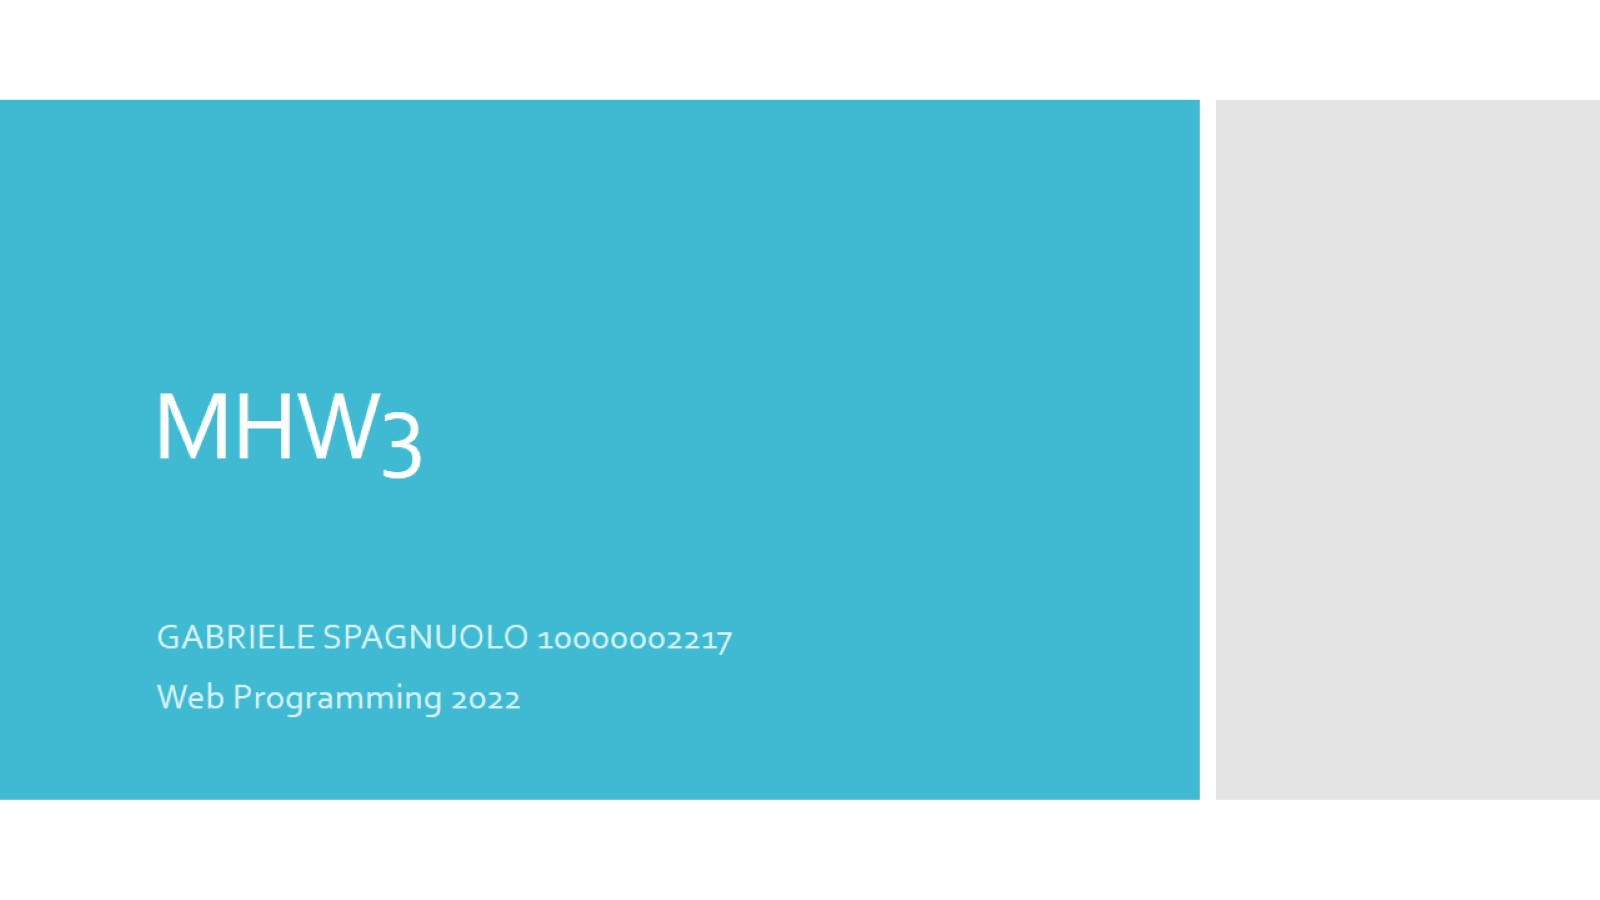 MHW3
GABRIELE SPAGNUOLO 10000002217
Web Programming 2022